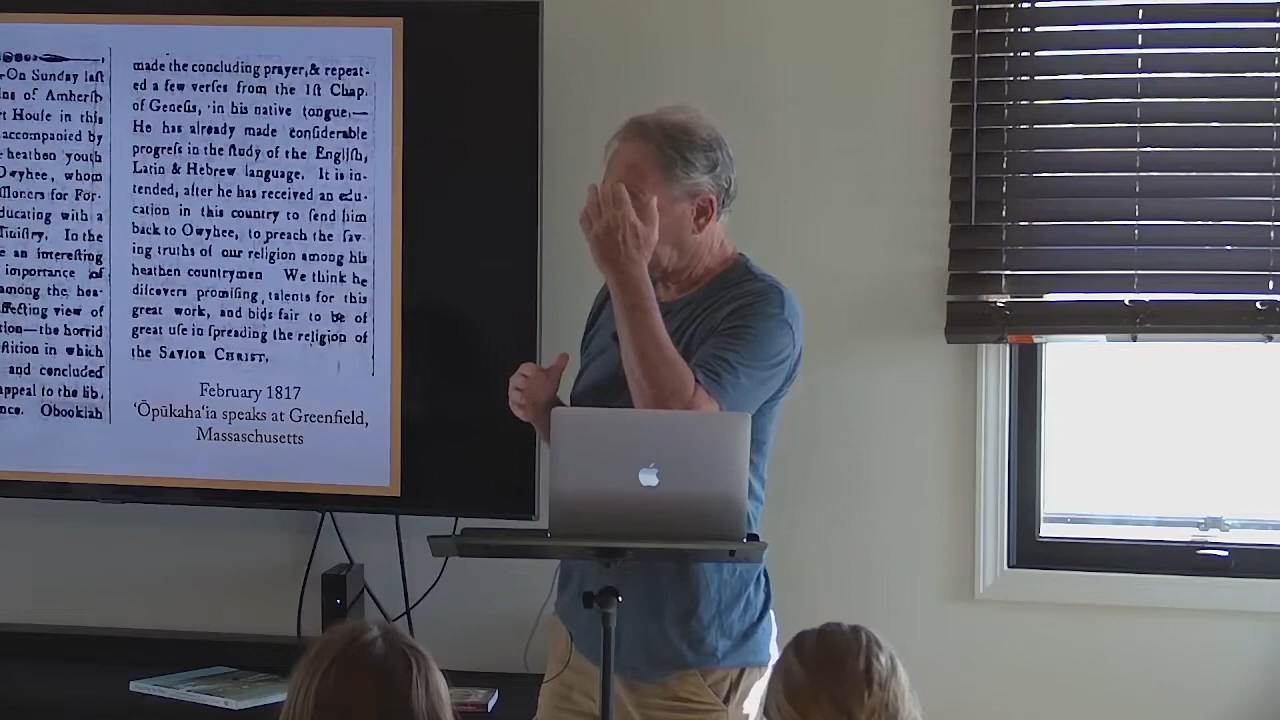 -On Sunday last
ns of Amherst
t House in this
accompanied by
heathen youth
Owyhee, whom
ssioners for For-
ducating with a
Ministry. In the
e an interesting
importance of
among the hea-
ffecting view of
tion—the horrid
stition in which
and concluded
appeal to the lib.
nce. Obookiah
made the concluding prayer,& repeat-
ed a few verſes from the 1ſt Chap.
of Geneſis, in his native tongue.—
He has already made conſiderable
progreſs in the ſtudy of the Engliſh,
Latin & Hebrew language. It is in-
tended, after he has received an edu-
cation in this country to ſend him
back to Owyhee, to preach the ſav-
ing truths of our religion among his
heathen countrymen We think he
diſcovers promiſing talents for this
great work, and bids fair to be of
great uſe in ſpreading the religion of
the SAVIOR CHRIST.
February 1817
ʻŌpūkahaʻia speaks at Greenfield,
Massachusetts